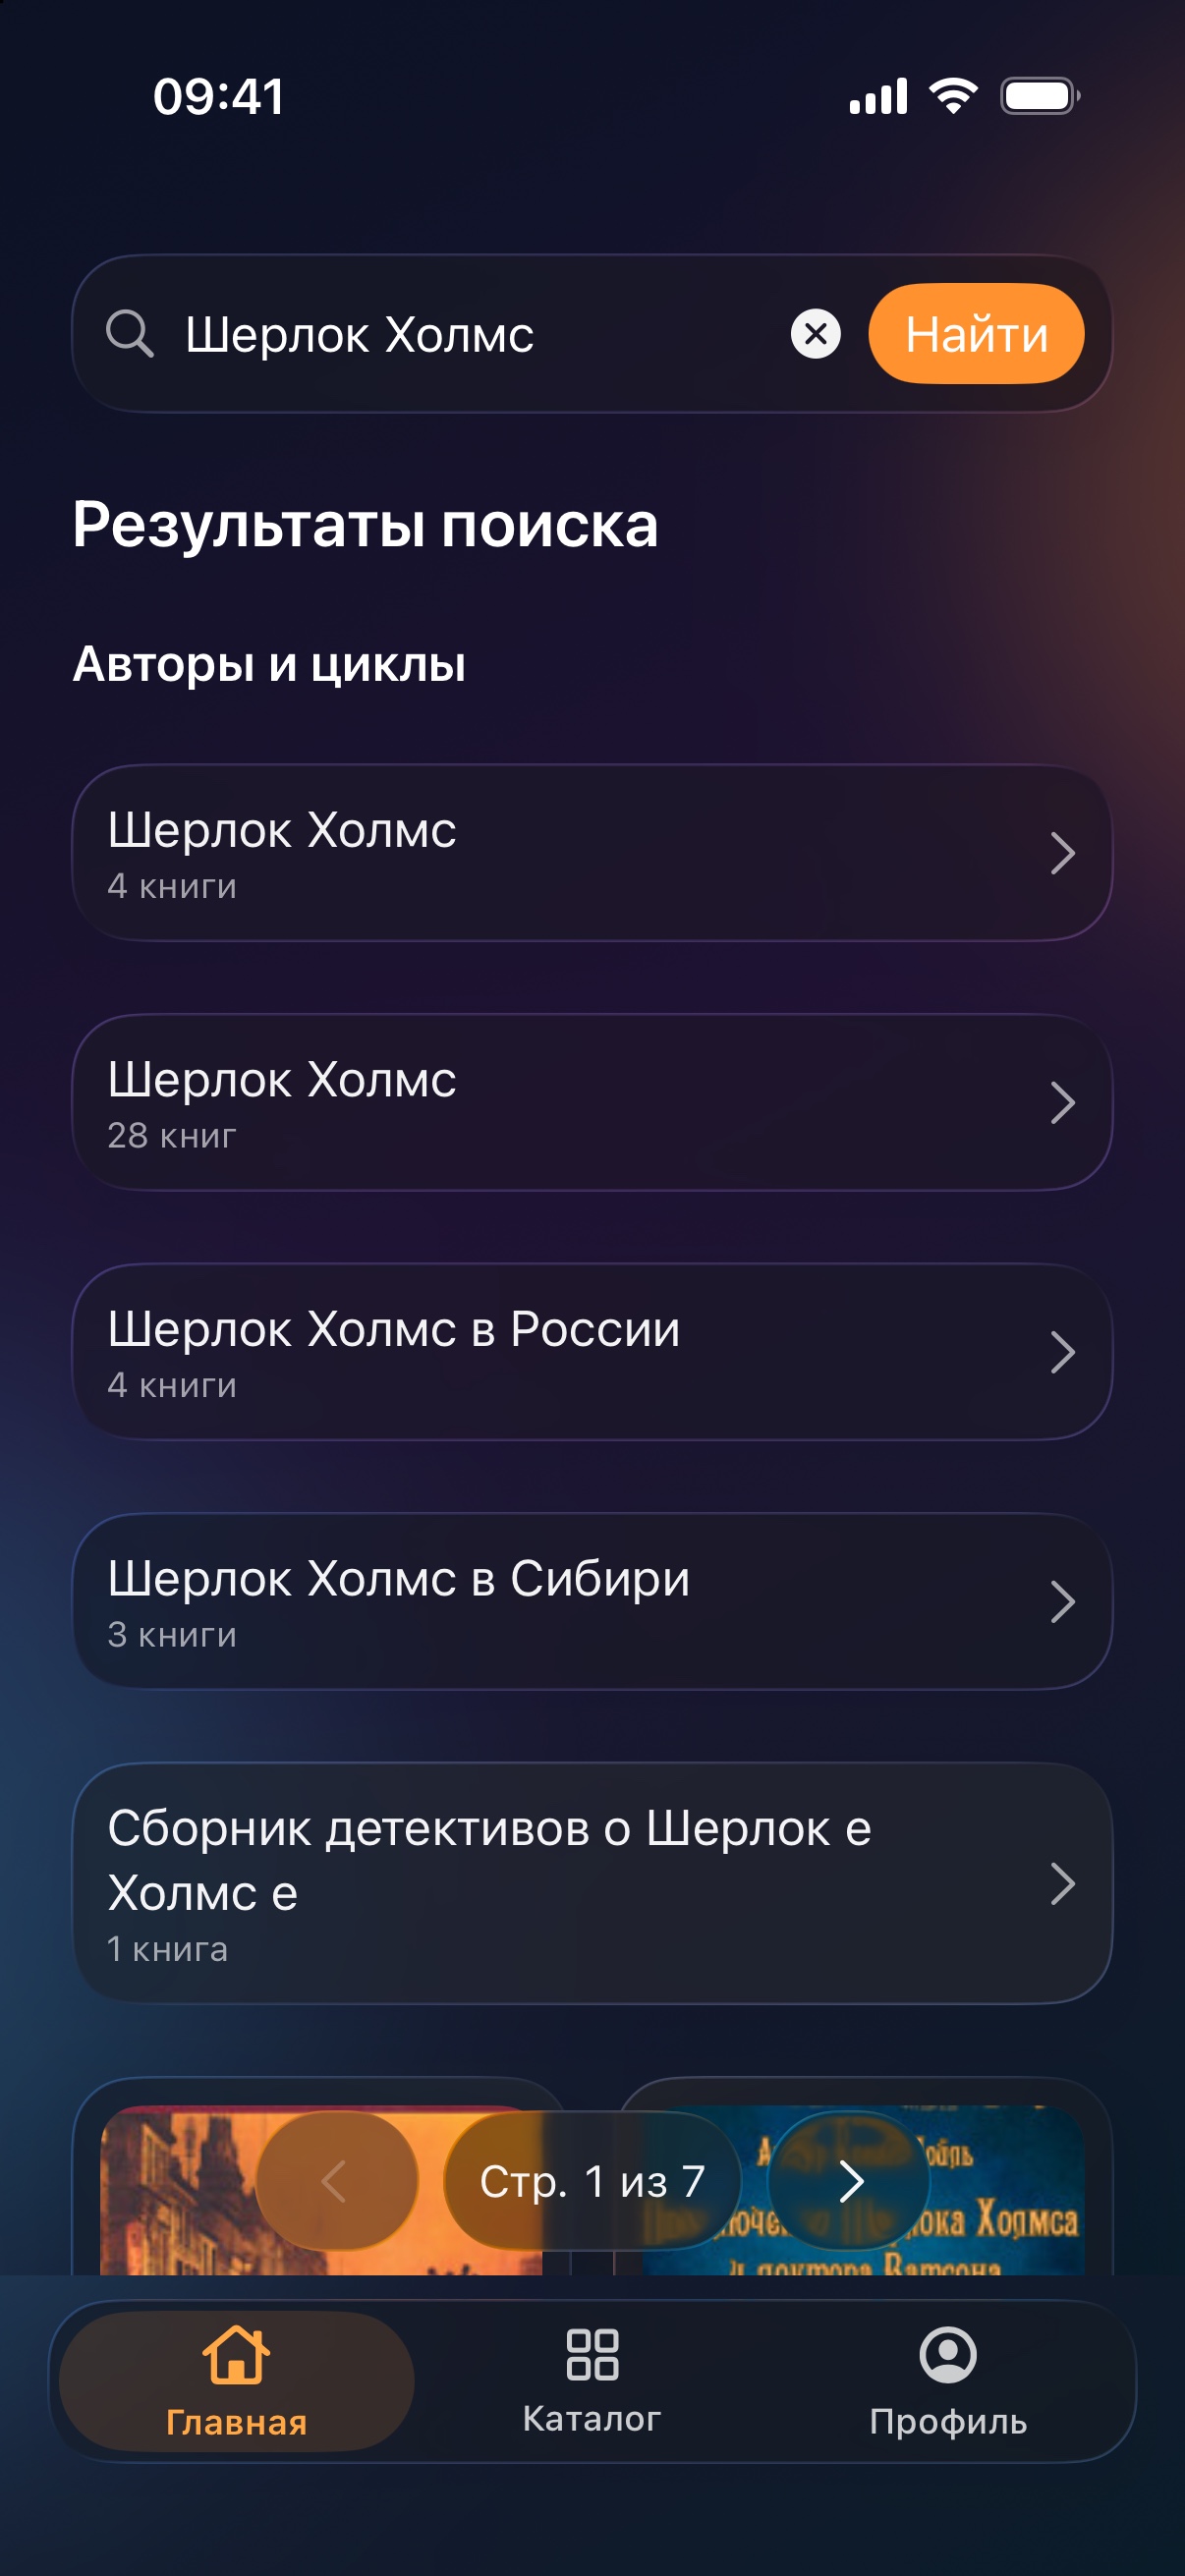 09:41
Шерлок Холмс
Найти
Результаты поиска
Авторы и циклы
Шерлок Холмс
4 книги
Шерлок Холмс
28 книг
Шерлок Холмс в России
4 книги
Шерлок Холмс в Сибири
3 книги
Сборник детективов о Шерлок е
Холмс е
1 книга
Стр. 1 из 7
Холмса
Главная
Каталог
Профиль